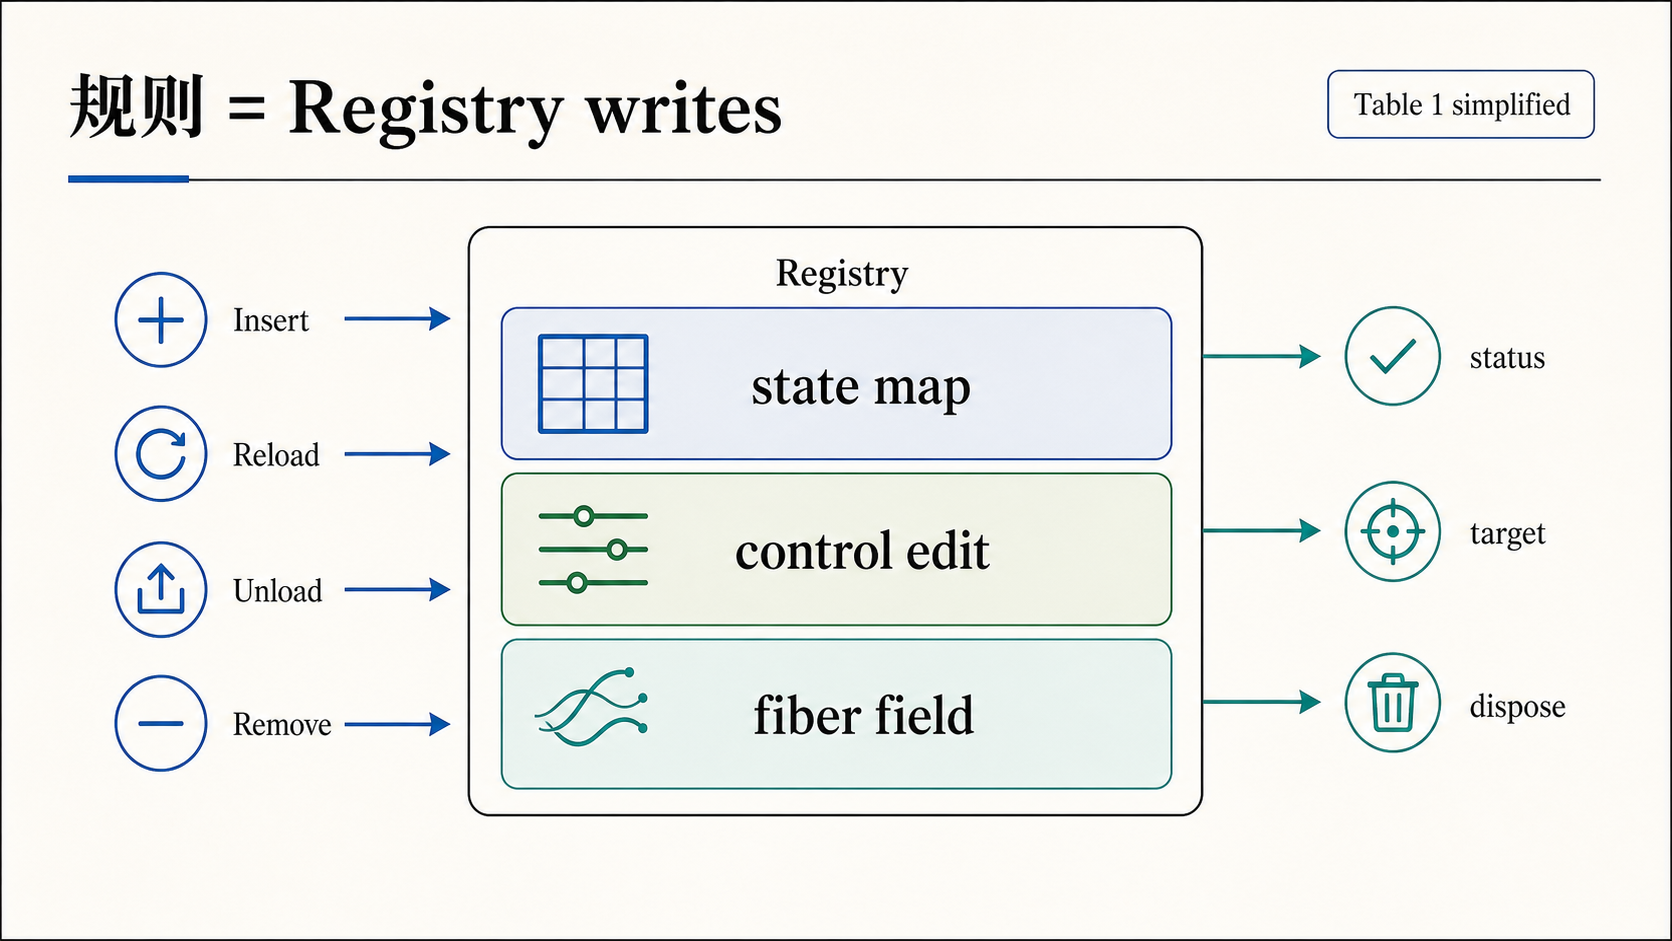 规则 = Registry writes
Table 1 simplified
Insert
Reload
Unload
Remove
Registry
state map
control edit
fiber field
status
target
dispose